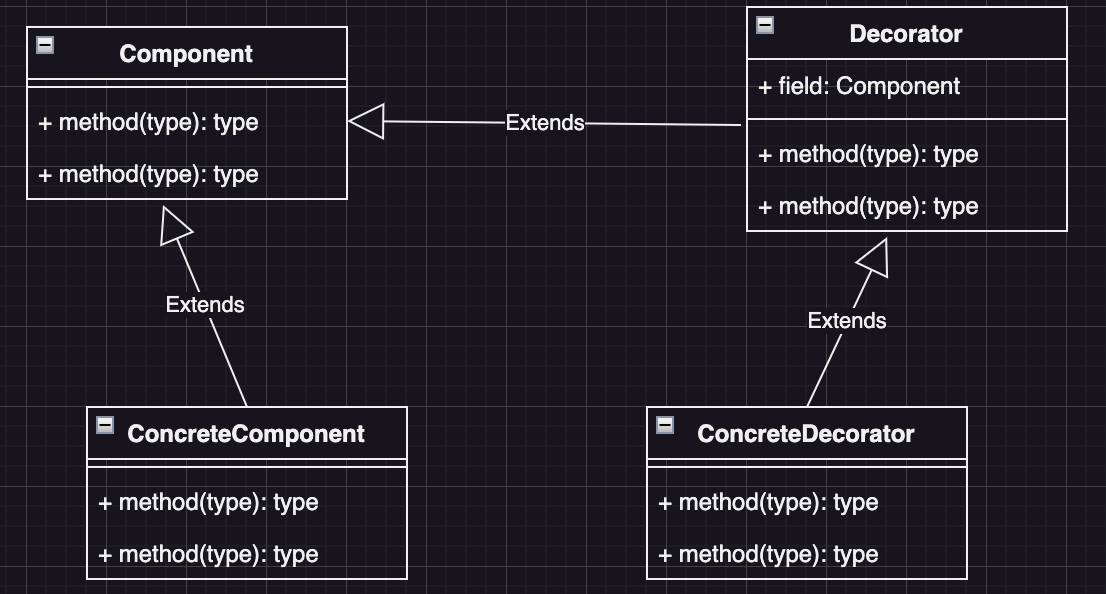 Component
+ method(type): type
+ method(type): type
Extends
Decorator
+ field: Component
+ method(type): type
+ method(type): type
Extends
Extends
ConcreteComponent
+ method(type): type
+ method(type): type
ConcreteDecorator
+ method(type): type
+ method(type): type